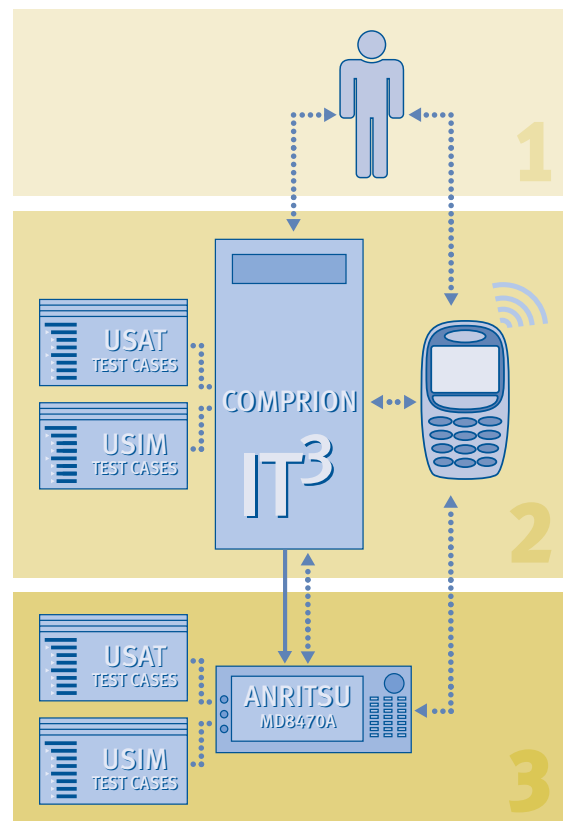 1
USAT
TEST CASES
USIM
TEST CASES
COMPRION
IT³
2
USAT
TEST CASES
USIM
TEST CASES
ANRITSU
MD8470A
3